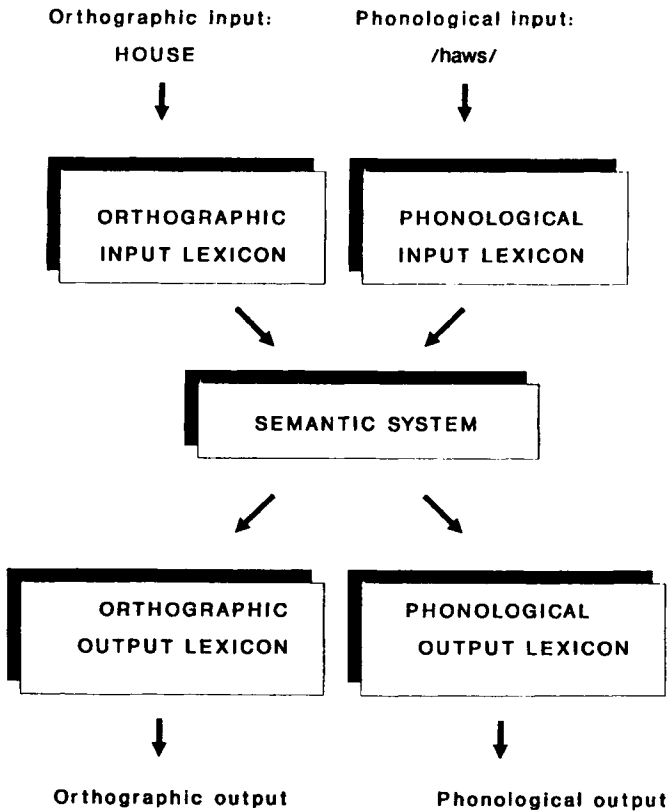 Orthographic input:
HOUSE
Phonological input:
/haws/
ORTHOGRAPHIC
INPUT LEXICON
PHONOLOGICAL
INPUT LEXICON
SEMANTIC SYSTEM
ORTHOGRAPHIC
OUTPUT LEXICON
PHONOLOGICAL
OUTPUT LEXICON
Orthographic output
Phonological output